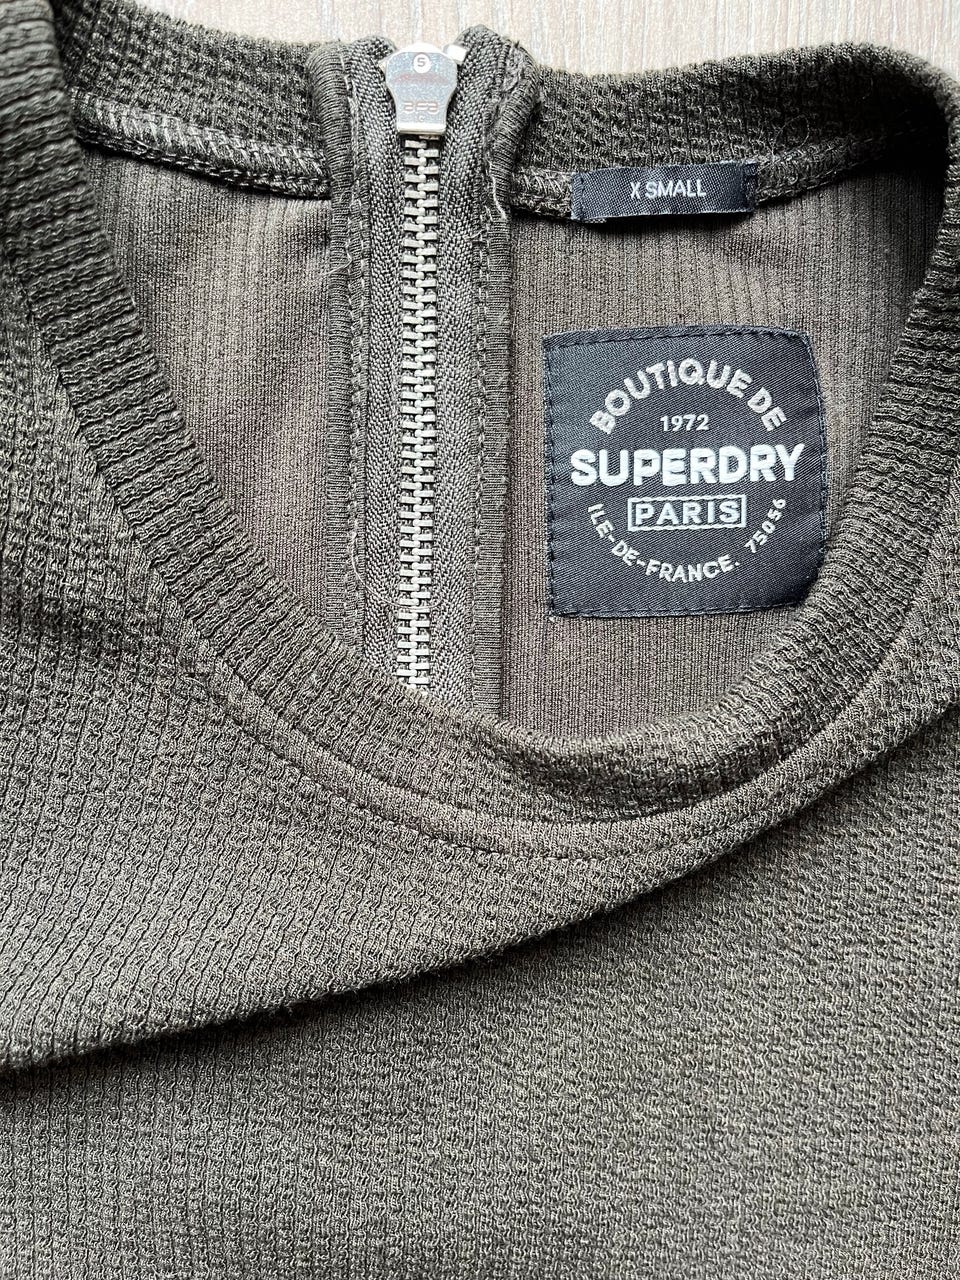 S
X SMALL
BOUTIQUE DE
1972
SUPERDRY
PARIS
ILE-DE-FRANCE. 75056